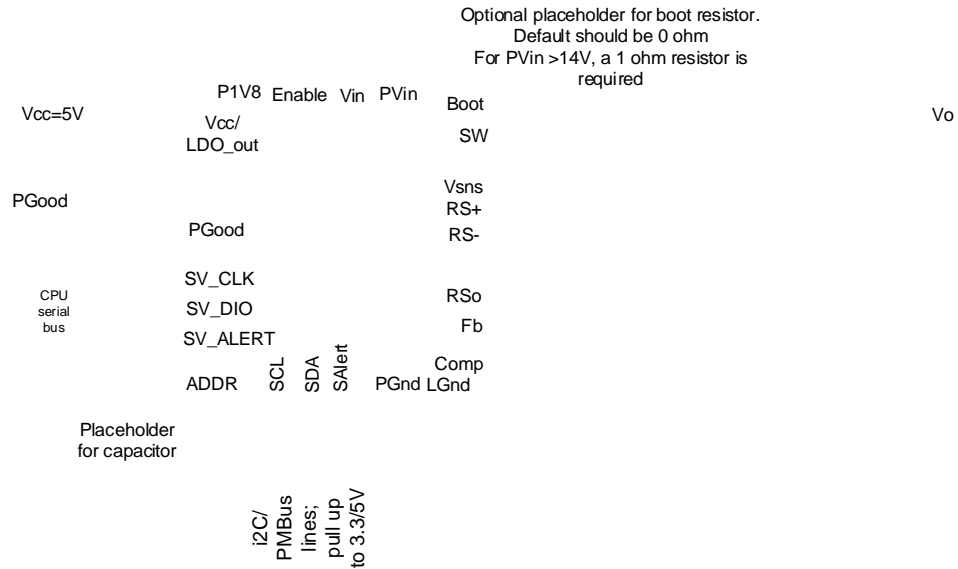 Optional placeholder for boot resistor.
Default should be 0 ohm
For PVin >14V, a 1 ohm resistor is
required
P1V8 Enable Vin PVin
Boot
Vcc=5V
Vo
Vcc/
LDO_out
SW
Vsns
PGood
RS+
PGood
RS-
SV_CLK
CPU
serial
bus
RSo
SV_DIO
Fb
SV_ALERT
Comp
ADDR
SCL
SDA
SAlert
PGnd LGnd
Placeholder
for capacitor
i2C/
PMBus
lines;
pull up
to 3.3/5V